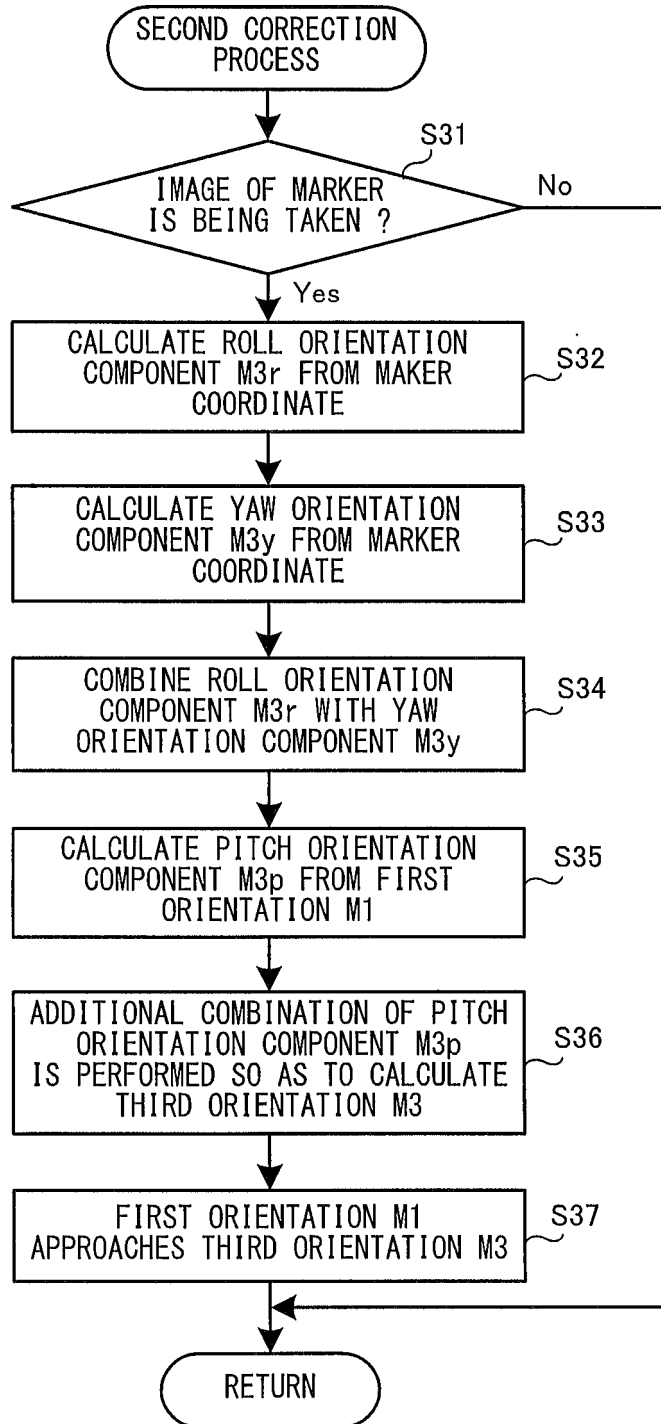 SECOND CORRECTION
PROCESS
S31
IMAGE OF MARKER
IS BEING TAKEN ?
No
Yes
CALCULATE ROLL ORIENTATION
COMPONENT M3r FROM MAKER
COORDINATE
S32
CALCULATE YAW ORIENTATION
COMPONENT M3y FROM MARKER
COORDINATE
S33
COMBINE ROLL ORIENTATION
COMPONENT M3r WITH YAW
ORIENTATION COMPONENT M3y
S34
CALCULATE PITCH ORIENTATION
COMPONENT M3p FROM FIRST
ORIENTATION M1
S35
ADDITIONAL COMBINATION OF PITCH
ORIENTATION COMPONENT M3p
IS PERFORMED SO AS TO CALCULATE
THIRD ORIENTATION M3
S36
FIRST ORIENTATION M1
APPROACHES THIRD ORIENTATION M3
S37
RETURN